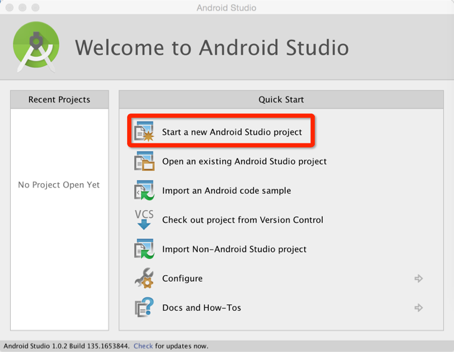 Android Studio
Welcome to Android Studio
Recent Projects
No Project Open Yet
Quick Start
Start a new Android Studio project
Open an existing Android Studio project
Import an Android code sample
VCS
Check out project from Version Control
Import Non-Android Studio project
Configure
Docs and How-Tos
Android Studio 1.0.2 Build 135.1653844. Check for updates now.